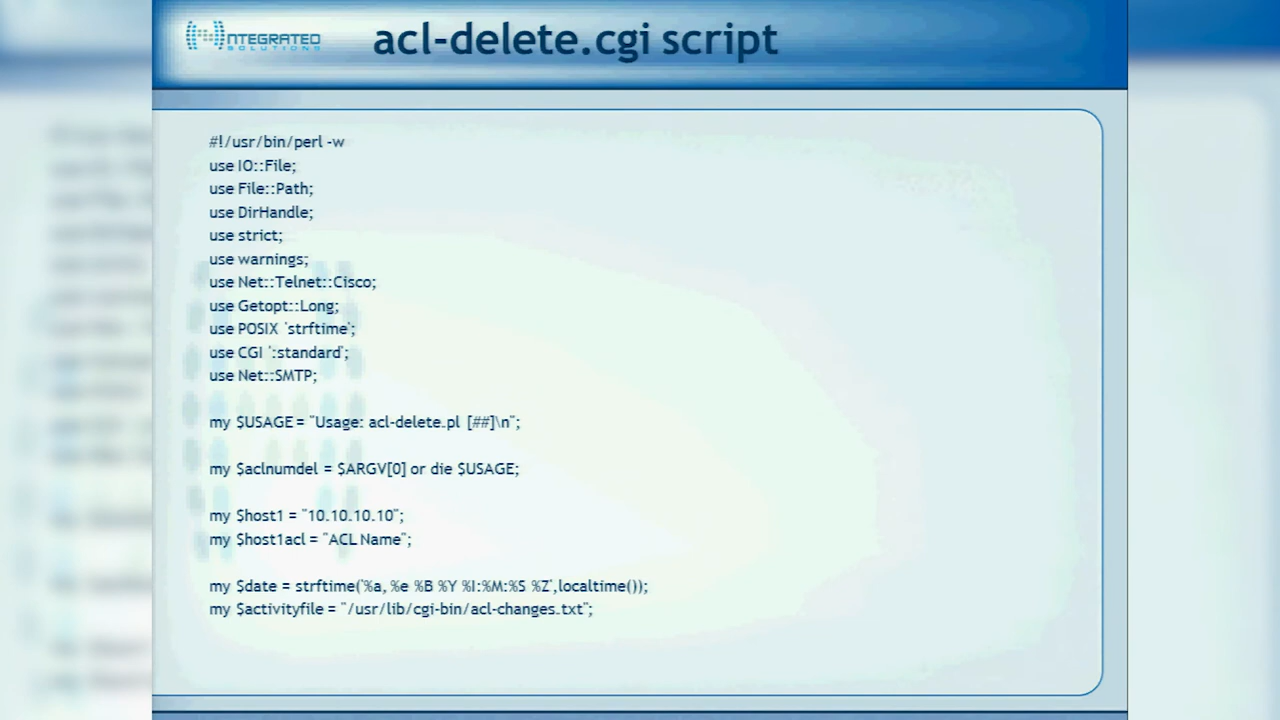 NTEGRATED
SOLUTIONS
acl-delete.cgi script
#!/usr/bin/perl -w
use IO::File;
use File::Path;
use DirHandle;
use strict;
use warnings;
use Net::Telnet::Cisco;
use Getopt::Long;
use POSIX 'strftime';
use CGI ':standard';
use Net::SMTP;
my $USAGE = "Usage: acl-delete.pl [##]\n";
my $aclnumdel = $ARGV[0] or die $USAGE;
my $host1 = "10.10.10.10";
my $host1acl = "ACL Name";
my $date = strftime('%a, %e %B %Y %I:%M:%S %Z',localtime());
my $activityfile = "/usr/lib/cgi-bin/acl-changes.txt";